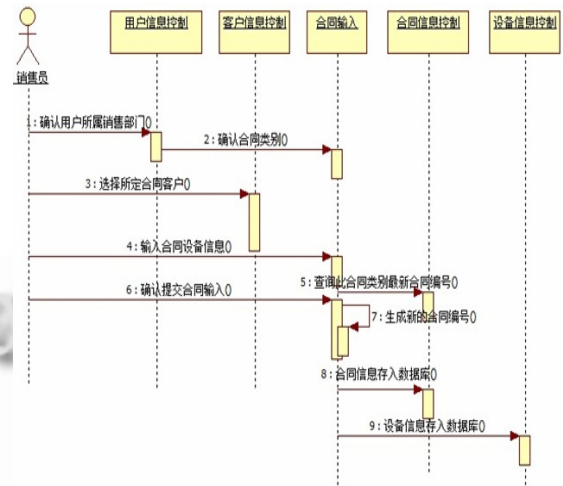 用户信息控制
客户信息控制
合同输入
合同信息控制
设备信息控制
销售员
1:确认用户所属销售部门()
2:确认合同类别()
3:选择所定合同客户()
4:输入合同设备信息()
5:查询此合同类别最新合同编号()
6:确认提交合同输入()
7:生成新的合同编号()
8:合同信息存入数据库()
9:设备信息存入数据库()